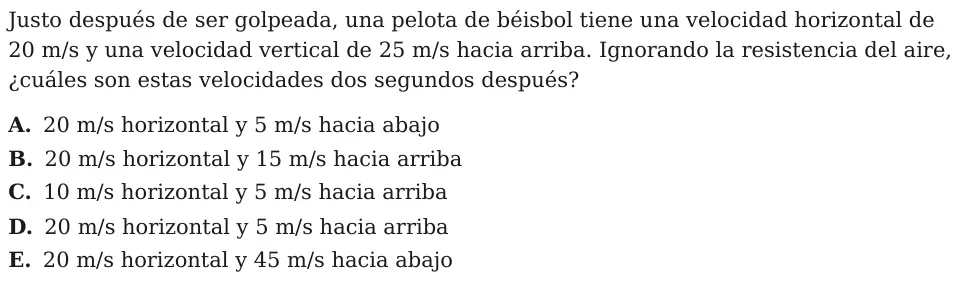 Justo después de ser golpeada, una pelota de béisbol tiene una velocidad horizontal de
20 m/s y una velocidad vertical de 25 m/s hacia arriba. Ignorando la resistencia del aire,
¿cuáles son estas velocidades dos segundos después?
A. 20 m/s horizontal y 5 m/s hacia abajo
B. 20 m/s horizontal y 15 m/s hacia arriba
C. 10 m/s horizontal y 5 m/s hacia arriba
D. 20 m/s horizontal y 5 m/s hacia arriba
E. 20 m/s horizontal y 45 m/s hacia abajo